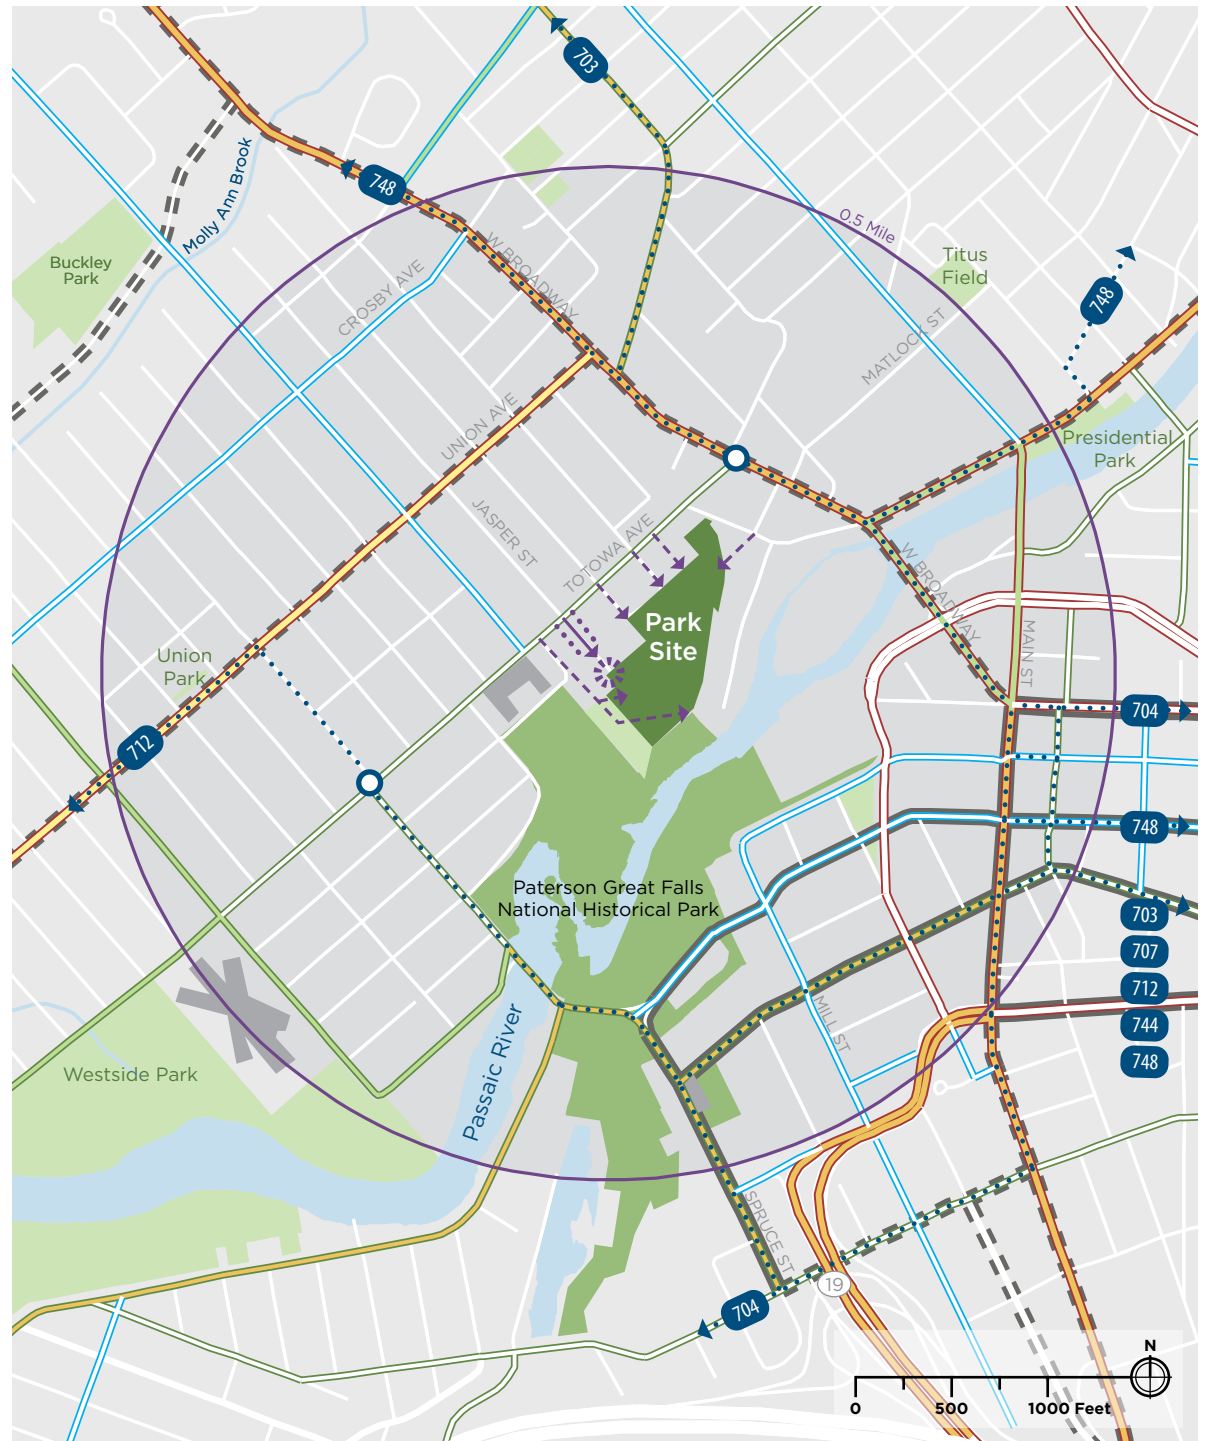 703
Molly Ann Brook
748
0.5 Mile
W BROADWAY
Titus
Field
Buckley
Park
CROSBY AVE
748
MATLOCK ST
UNION AVE
Presidential
Park
JASPER ST
TOTOWA AVE
W BROADWAY
Park
Site
MAIN ST
Union
Park
704
712
748
Paterson Great Falls
National Historical Park
703
707
712
744
748
MILL ST
Passaic River
Westside Park
SPRUCE ST
19
704
N
0 500 1000 Feet